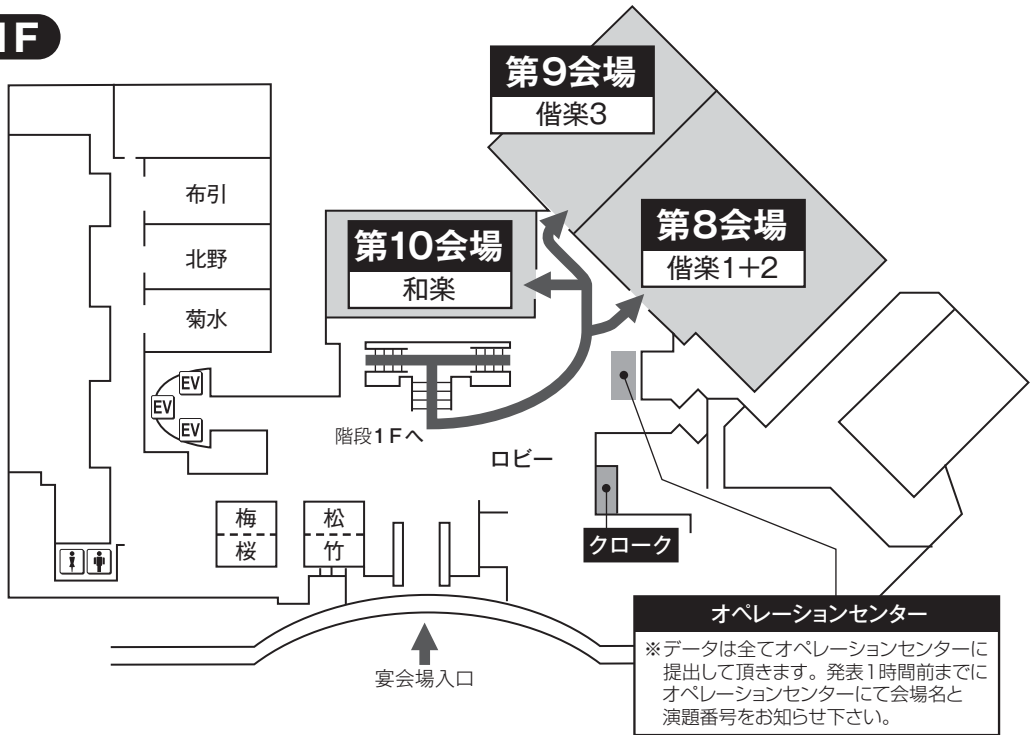 1F
第9会場
偕楽3
第8会場
偕楽1+2
第10会場
和楽
布引
北野
菊水
EV
EV
EV
階段1Fへ
ロビー
梅
桜
松
竹
クローク
宴会場入口
オペレーションセンター
※データは全てオペレーションセンターに
提出して頂きます。発表1時間前までに
オペレーションセンターにて会場名と
演題番号をお知らせ下さい。